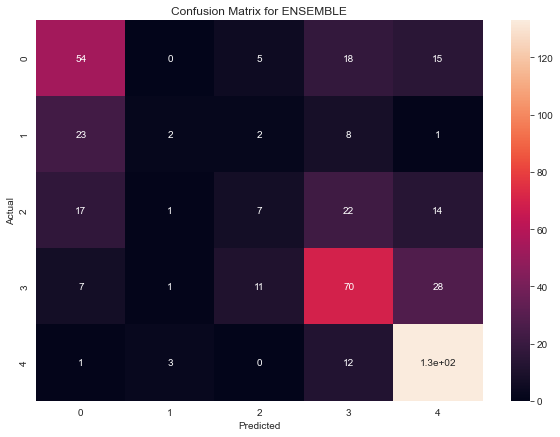 Confusion Matrix for ENSEMBLE
Actual
0 54 0 5 18 15
1 23 2 2 8 1
2 17 1 7 22 14
3 7 1 11 70 28
4 1 3 0 12 1.3e+02
0 1 2 3 4
Predicted
120
100
80
60
40
20
0